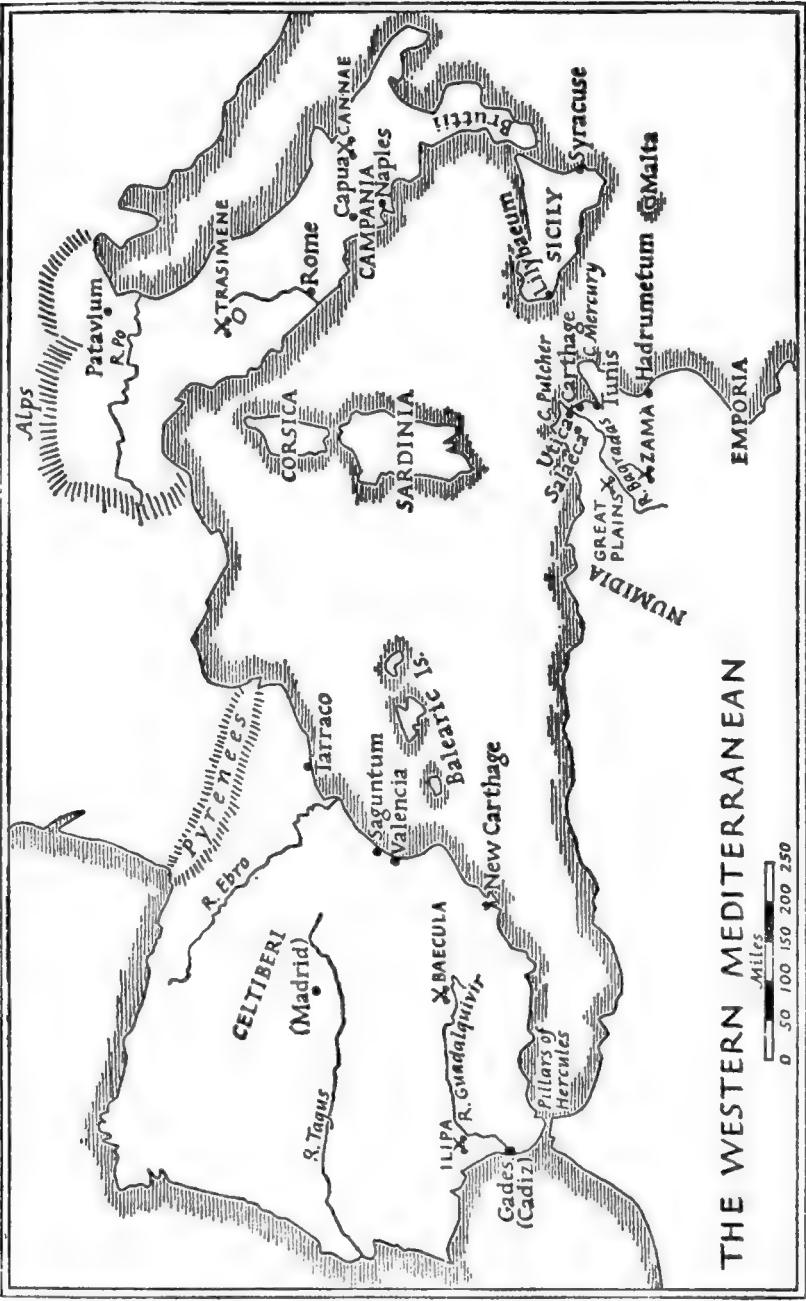 Alps
Patavium
R. Po
TRASIMENE
Rome
Capua
CANNAE
CAMPANIA
Naples
Bruttii
CORSICA
SARDINIA
Lilybaeum
SICILY
Syracuse
Malta
Pyrenees
R. Ebro
Tarraco
CELTIBERI
(Madrid)
R. Tagus
Saguntum
Valencia
Balearic Is.
New Carthage
BAECULA
ILIPA
R. Guadalquivir
Gades
(Cadiz)
Pillars of
Hercules
Utica
C. Pulcher
Salaeca
Carthage
C. Mercury
Tunis
R. Bagradas
GREAT
PLAINS
ZAMA
Hadrumetum
NUMIDIA
EMPORIA
THE WESTERN MEDITERRANEAN
Miles
0 50 100 150 200 250